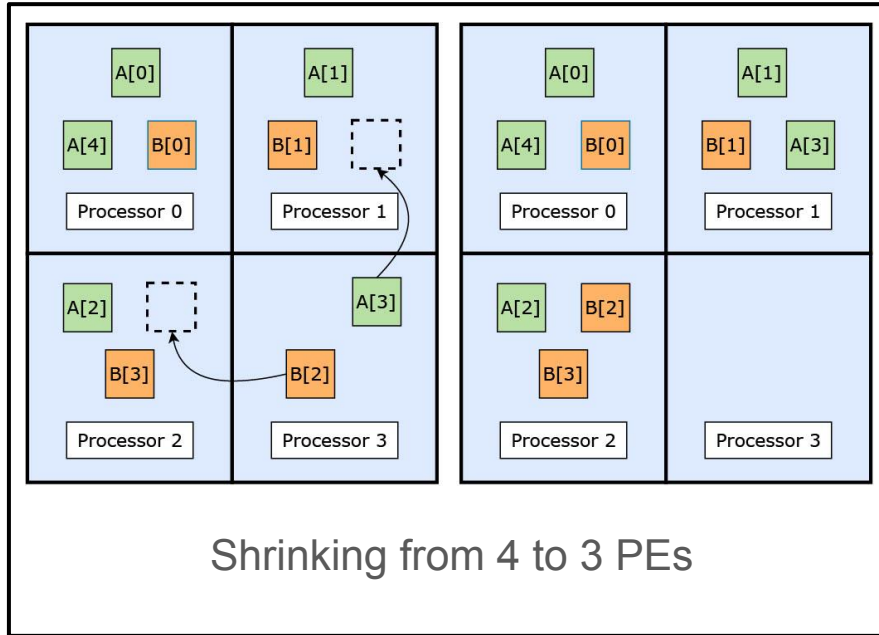 A[0]
A[4] B[0]
Processor 0
A[1]
B[1]
Processor 1
A[2]
B[3]
Processor 2
A[3]
B[2]
Processor 3
A[0]
A[4] B[0]
Processor 0
A[1]
B[1] A[3]
Processor 1
A[2] B[2]
B[3]
Processor 2
Processor 3
Shrinking from 4 to 3 PEs